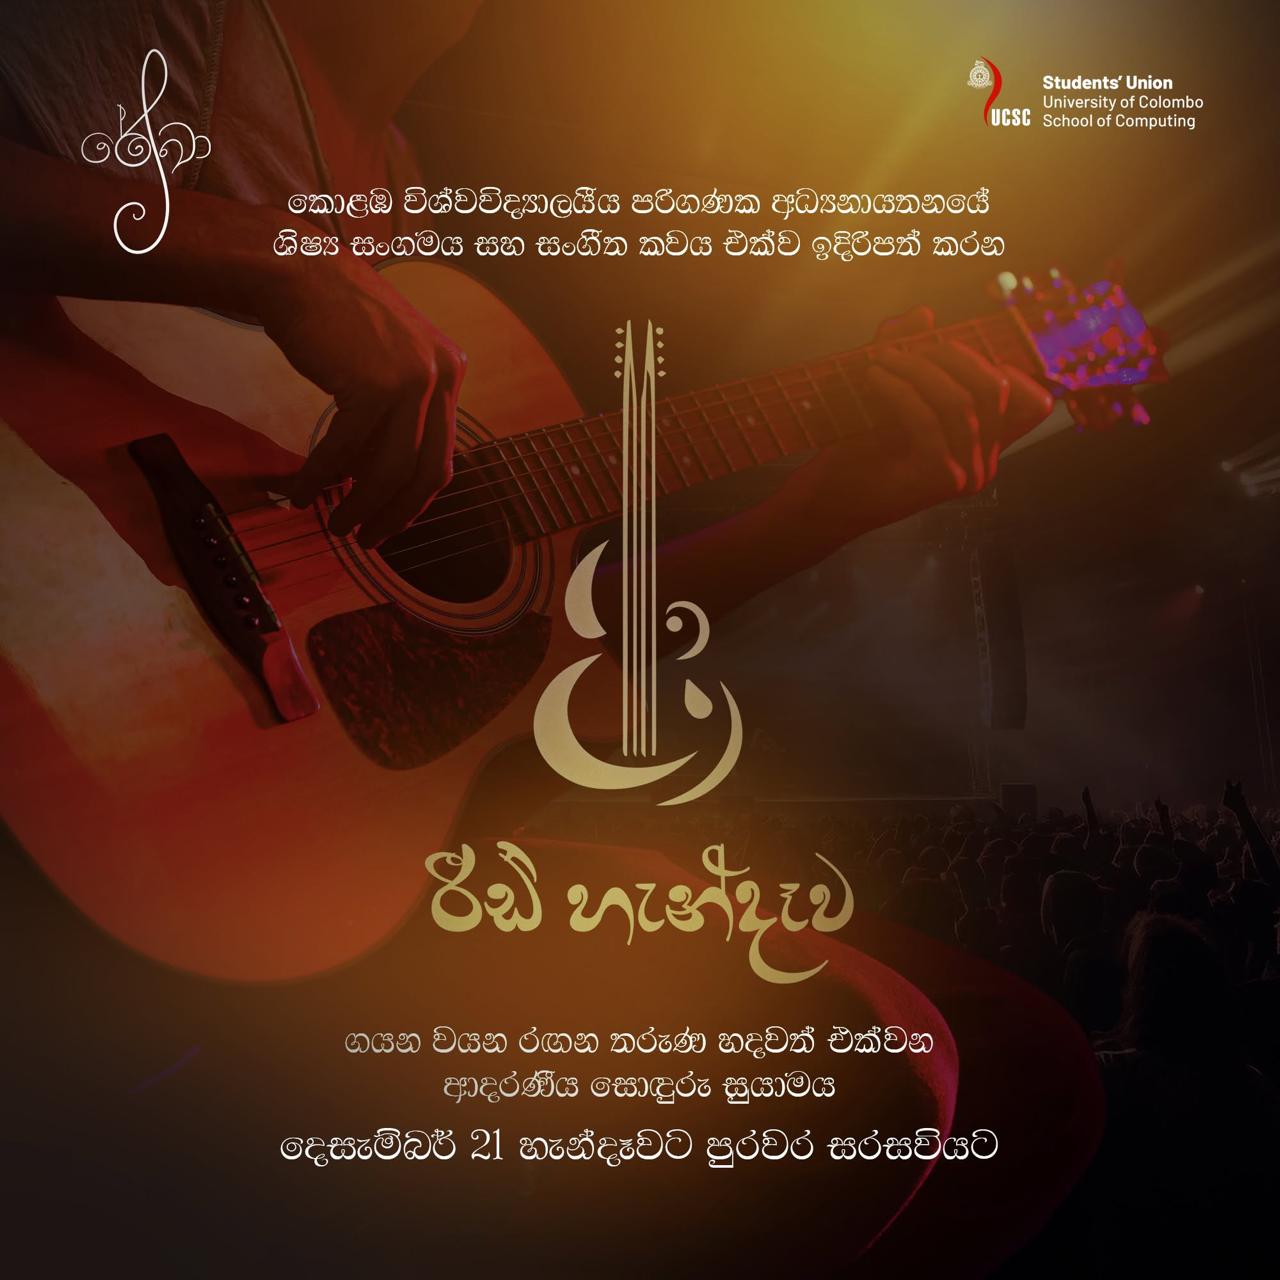 Students' Union
UCSC University of Colombo
School of Computing
කොළඹ විශ්වවිද්‍යාලයීය පරිගණක අධ්‍යනායතනයේ
ශිෂ්‍ය සංගමය සහ සංගීත කවය එක්ව ඉදිරිපත් කරන
රීඩ් හැන්දෑව
ගයන වයන රඟන තරුණ හදවත් එක්වන
ආදරණීය සොඳුරු සුයාමය
දෙසැම්බර් 21 හැන්දෑවට පුරවර සරසවියට